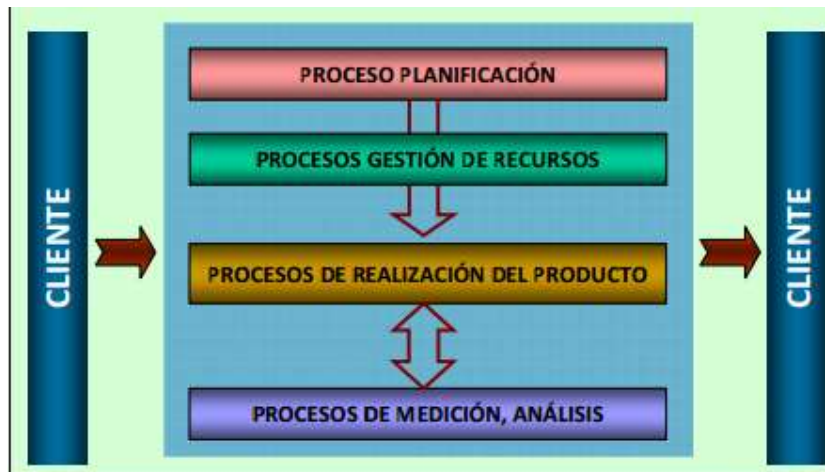 CLIENTE
PROCESO PLANIFICACIÓN
PROCESOS GESTIÓN DE RECURSOS
PROCESOS DE REALIZACIÓN DEL PRODUCTO
PROCESOS DE MEDICIÓN, ANÁLISIS
CLIENTE